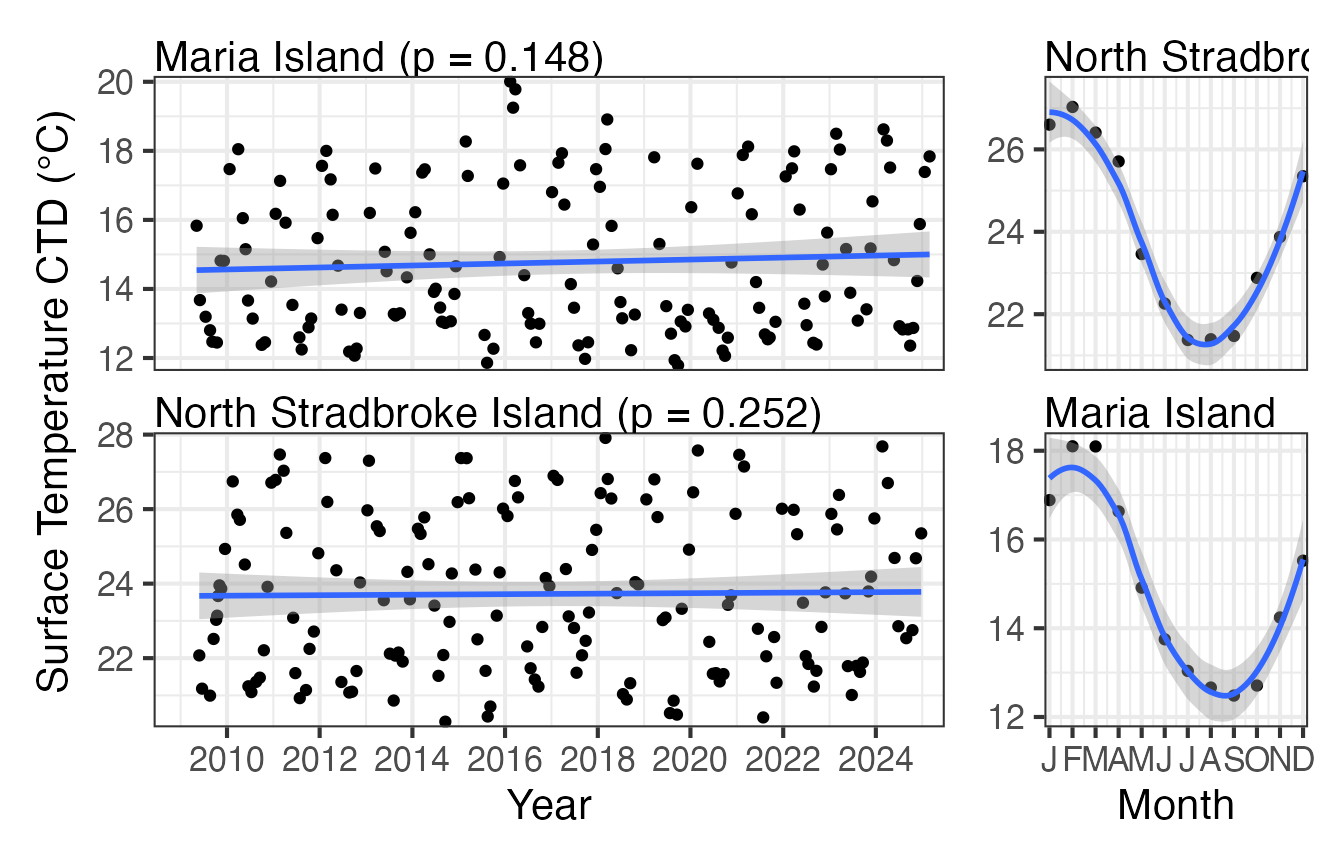 Maria Island (p = 0.148)
North Stradbro
Surface Temperature CTD (°C)
20
18
16
14
12
26
24
22
North Stradbroke Island (p = 0.252)
Maria Island
28
26
24
22
18
16
14
12
2010 2012 2014 2016 2018 2020 2022 2024
J F M A M J J A S O N D
Year
Month